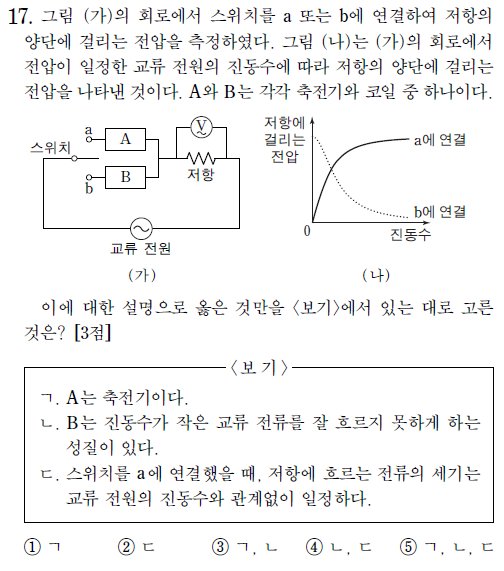 17. 그림 (가)의 회로에서 스위치를 a 또는 b에 연결하여 저항의
양단에 걸리는 전압을 측정하였다. 그림 (나)는 (가)의 회로에서
전압이 일정한 교류 전원의 진동수에 따라 저항의 양단에 걸리는
전압을 나타낸 것이다. A와 B는 각각 축전기와 코일 중 하나이다.
a
A
V
스위치
B
b
저항
교류 전원
(가)
저항에
걸리는
전압
a에 연결
b에 연결
0
진동수
(나)
이에 대한 설명으로 옳은 것만을 〈보기〉에서 있는 대로 고른
것은? [3점]
〈보 기〉
ㄱ. A는 축전기이다.
ㄴ. B는 진동수가 작은 교류 전류를 잘 흐르지 못하게 하는
성질이 있다.
ㄷ. 스위치를 a에 연결했을 때, 저항에 흐르는 전류의 세기는
교류 전원의 진동수와 관계없이 일정하다.
① ㄱ ② ㄷ ③ ㄱ, ㄴ ④ ㄴ, ㄷ ⑤ ㄱ, ㄴ, ㄷ